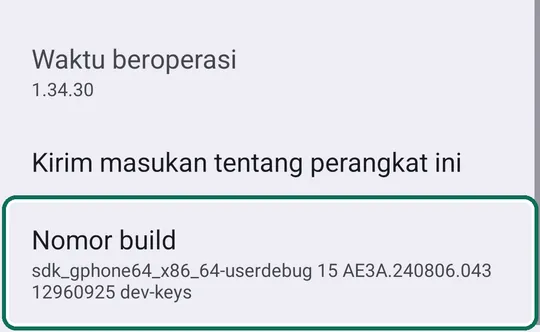 Waktu beroperasi
1.34.30
Kirim masukan tentang perangkat ini
Nomor build
sdk_gphone64_x86_64-userdebug 15 AE3A.240806.043
12960925 dev-keys